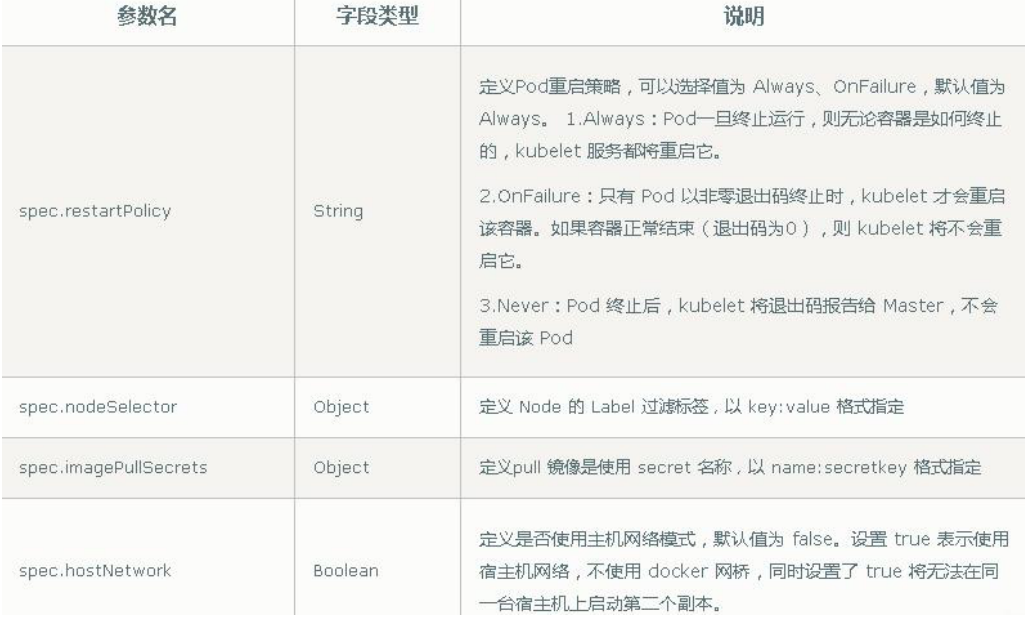 参数名 字段类型 说明
定义Pod重启策略，可以选择值为 Always、OnFailure，默认值为
Always。 1.Always：Pod一旦终止运行，则无论容器是如何终止
的，kubelet 服务都将重启它。
spec.restartPolicy String
2.OnFailure：只有 Pod 以非零退出码终止时，kubelet 才会重启
该容器。如果容器正常结束（退出码为0），则 kubelet 将不会重
启它。
3.Never：Pod 终止后，kubelet 将退出码报告给 Master，不会
重启该 Pod
spec.nodeSelector Object 定义 Node 的 Label 过滤标签，以 key:value 格式指定
spec.imagePullSecrets Object 定义pull 镜像是使用 secret 名称，以 name:secretkey 格式指定
定义是否使用主机网络模式，默认值为 false。设置 true 表示使用
spec.hostNetwork Boolean 宿主机网络，不使用 docker 网桥，同时设置了 true 将无法在同
一台宿主机上启动第二个副本。